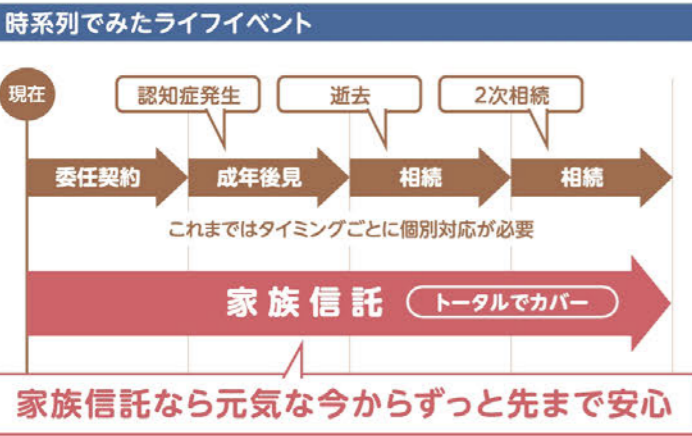 時系列でみたライフイベント
現在
認知症発生
逝去
2次相続
委任契約
成年後見
相続
相続
これまではタイミングごとに個別対応が必要
家族信託
トータルでカバー
家族信託なら元気な今からずっと先まで安心